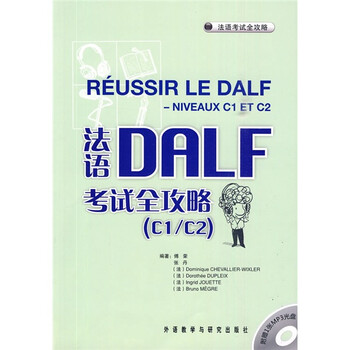 法语考试全攻略
RÉUSSIR LE DALF
– NIVEAUX C1 ET C2
法语DALF
考试全攻略
(C1/C2)
编著：傅荣
张丹
（法）Dominique CHEVALLIER-WIXLER
（法）Dorothée DUPLEIX
（法）Ingrid JOUETTE
（法）Bruno MÈGRE
附赠1张MP3光盘
外语教学与研究出版社